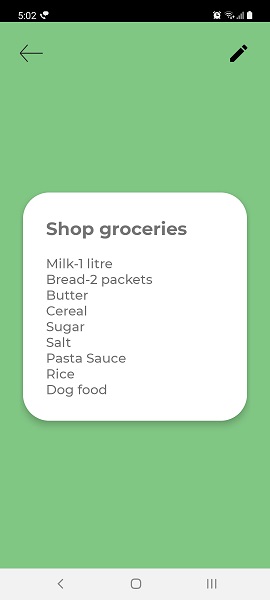 5:02
Shop groceries
Milk-1 litre
Bread-2 packets
Butter
Cereal
Sugar
Salt
Pasta Sauce
Rice
Dog food